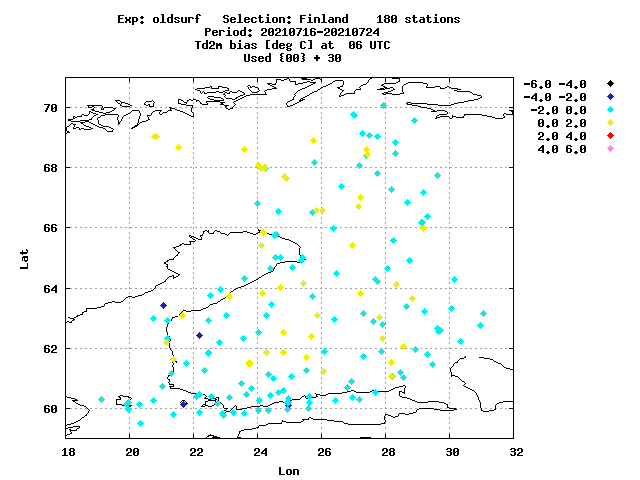 Exp: oldsurf   Selection: Finland    180 stations
Period: 20210716-20210724
Td2m bias [deg C] at  06 UTC
Used {00} + 30
-6.0 -4.0
-4.0 -2.0
-2.0 0.0
0.0 2.0
2.0 4.0
4.0 6.0
70
68
66
64
62
60
Lat
18 20 22 24 26 28 30 32
Lon